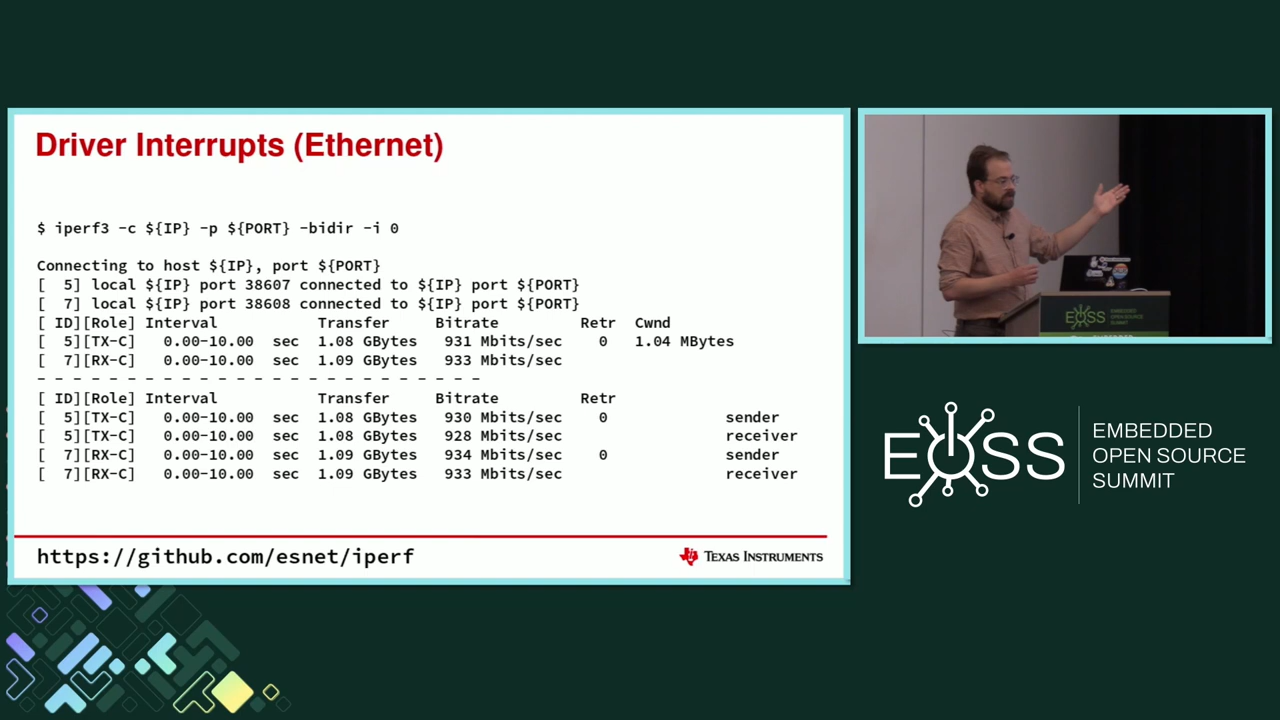 Driver Interrupts (Ethernet)
$ iperf3 -c ${IP} -p ${PORT} -bidir -i 0
Connecting to host ${IP}, port ${PORT}
[  5] local ${IP} port 38607 connected to ${IP} port ${PORT}
[  7] local ${IP} port 38608 connected to ${IP} port ${PORT}
[ ID][Role] Interval           Transfer     Bitrate         Retr  Cwnd
[  5][TX-C]   0.00-10.00  sec  1.08 GBytes   931 Mbits/sec    0   1.04 MBytes
[  7][RX-C]   0.00-10.00  sec  1.09 GBytes   933 Mbits/sec
- - - - - - - - - - - - - - - - - - - - - - - - -
[ ID][Role] Interval           Transfer     Bitrate         Retr
[  5][TX-C]   0.00-10.00  sec  1.08 GBytes   930 Mbits/sec    0             sender
[  5][TX-C]   0.00-10.00  sec  1.08 GBytes   928 Mbits/sec                  receiver
[  7][RX-C]   0.00-10.00  sec  1.09 GBytes   934 Mbits/sec    0             sender
[  7][RX-C]   0.00-10.00  sec  1.09 GBytes   933 Mbits/sec                  receiver
https://github.com/esnet/iperf
TEXAS INSTRUMENTS
EOSS
EMBEDDED
OPEN SOURCE
SUMMIT
EOSS
EMBEDDED
OPEN SOURCE
SUMMIT